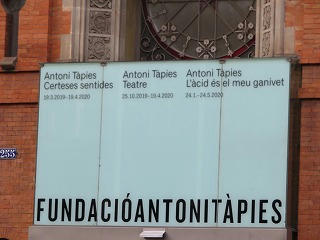 Antoni Tàpies
Certeses sentides
19.3.2019-19.4.2020
Antoni Tàpies
Teatre
25.10.2019-19.4.2020
Antoni Tàpies
L'àcid és el meu ganivet
24.1.-24.5.2020
FUNDACIÓANTONITÀPIES
255